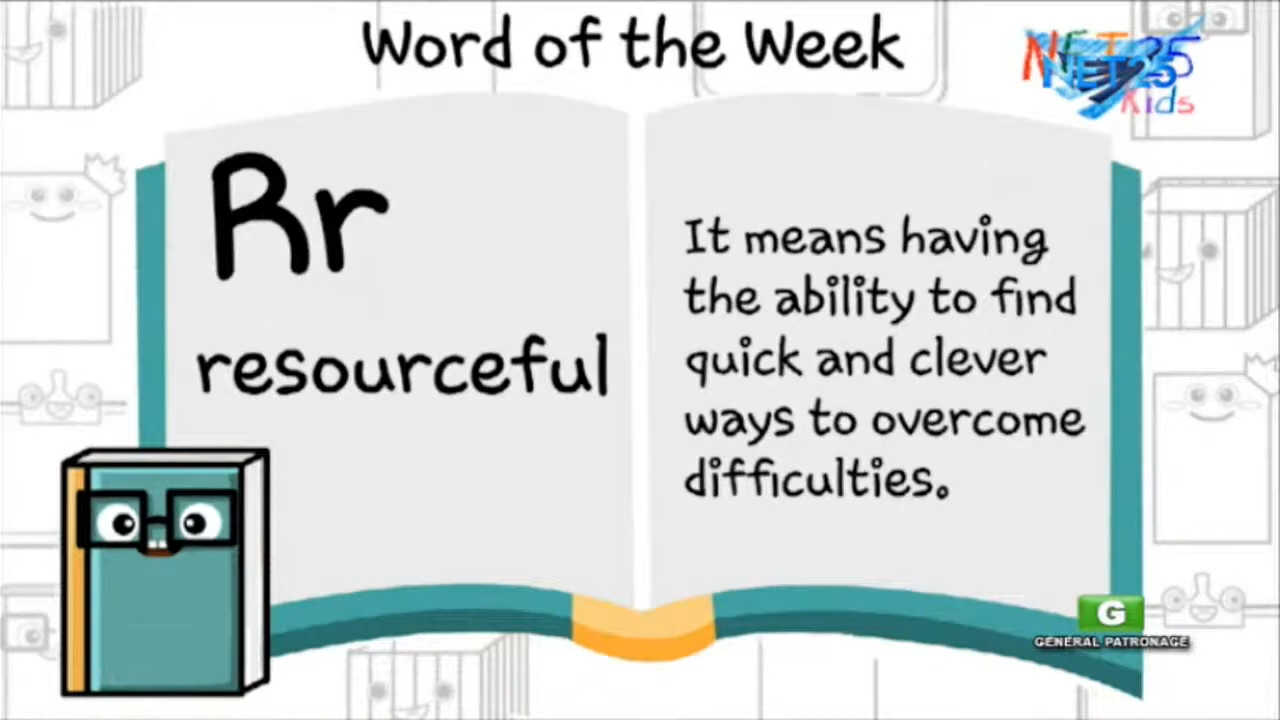 Word of the Week
NET25
Kids
Rr
resourceful
It means having
the ability to find
quick and clever
ways to overcome
difficulties.
G
GENERAL PATRONAGE